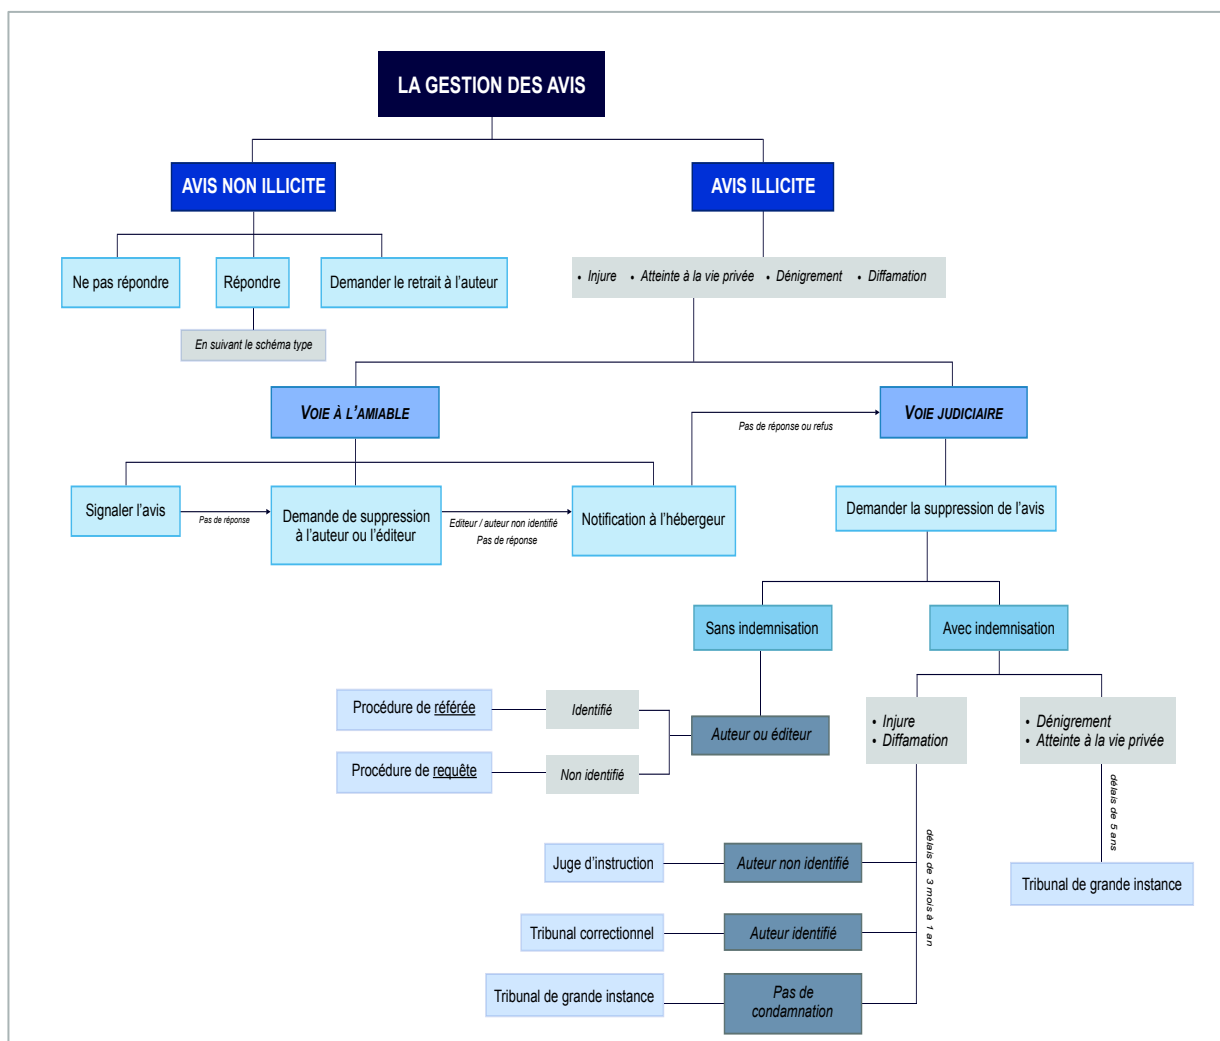 LA GESTION DES AVIS
AVIS NON ILLICITE
AVIS ILLICITE
Ne pas répondre
Répondre
Demander le retrait à l'auteur
En suivant le schéma type
• Injure • Atteinte à la vie privée • Dénigrement • Diffamation
VOIE À L'AMIABLE
VOIE JUDICIAIRE
Pas de réponse ou refus
Signaler l'avis
Pas de réponse
Demande de suppression
à l'auteur ou l'éditeur
Editeur / auteur non identifié
Pas de réponse
Notification à l'hébergeur
Demander la suppression de l'avis
Sans indemnisation
Avec indemnisation
Procédure de référée
Identifié
Auteur ou éditeur
Procédure de requête
Non identifié
• Injure
• Diffamation
• Dénigrement
• Atteinte à la vie privée
délais de 3 mois à 1 an
délais de 5 ans
Juge d'instruction
Auteur non identifié
Tribunal de grande instance
Tribunal correctionnel
Auteur identifié
Tribunal de grande instance
Pas de
condamnation